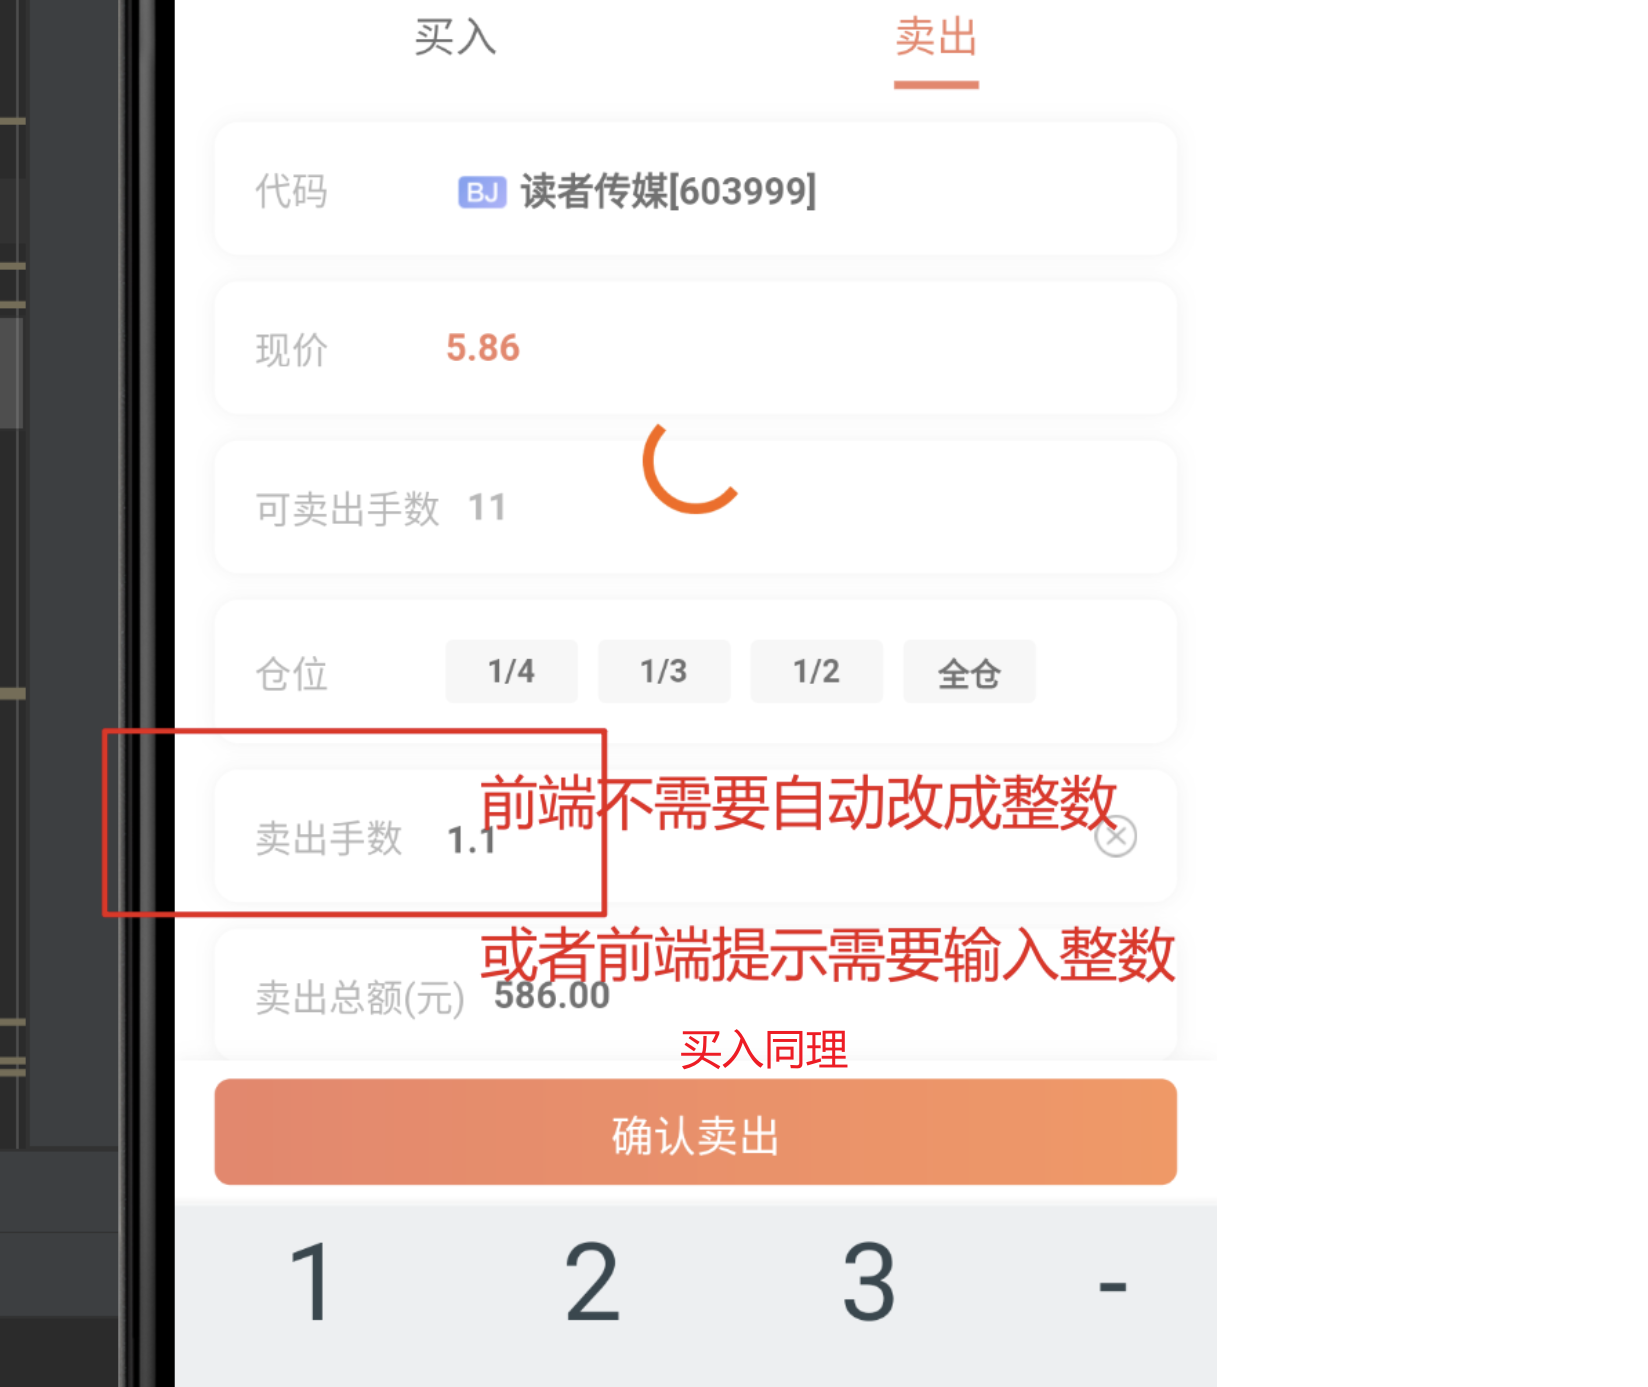 买入
卖出
代码
BJ 读者传媒[603999]
现价
5.86
可卖出手数 11
仓位
1/4
1/3
1/2
全仓
前端不需要自动改成整数
卖出手数
1.1
或者前端提示需要输入整数
卖出总额(元) 586.00
买入同理
确认卖出
1
2
3
-